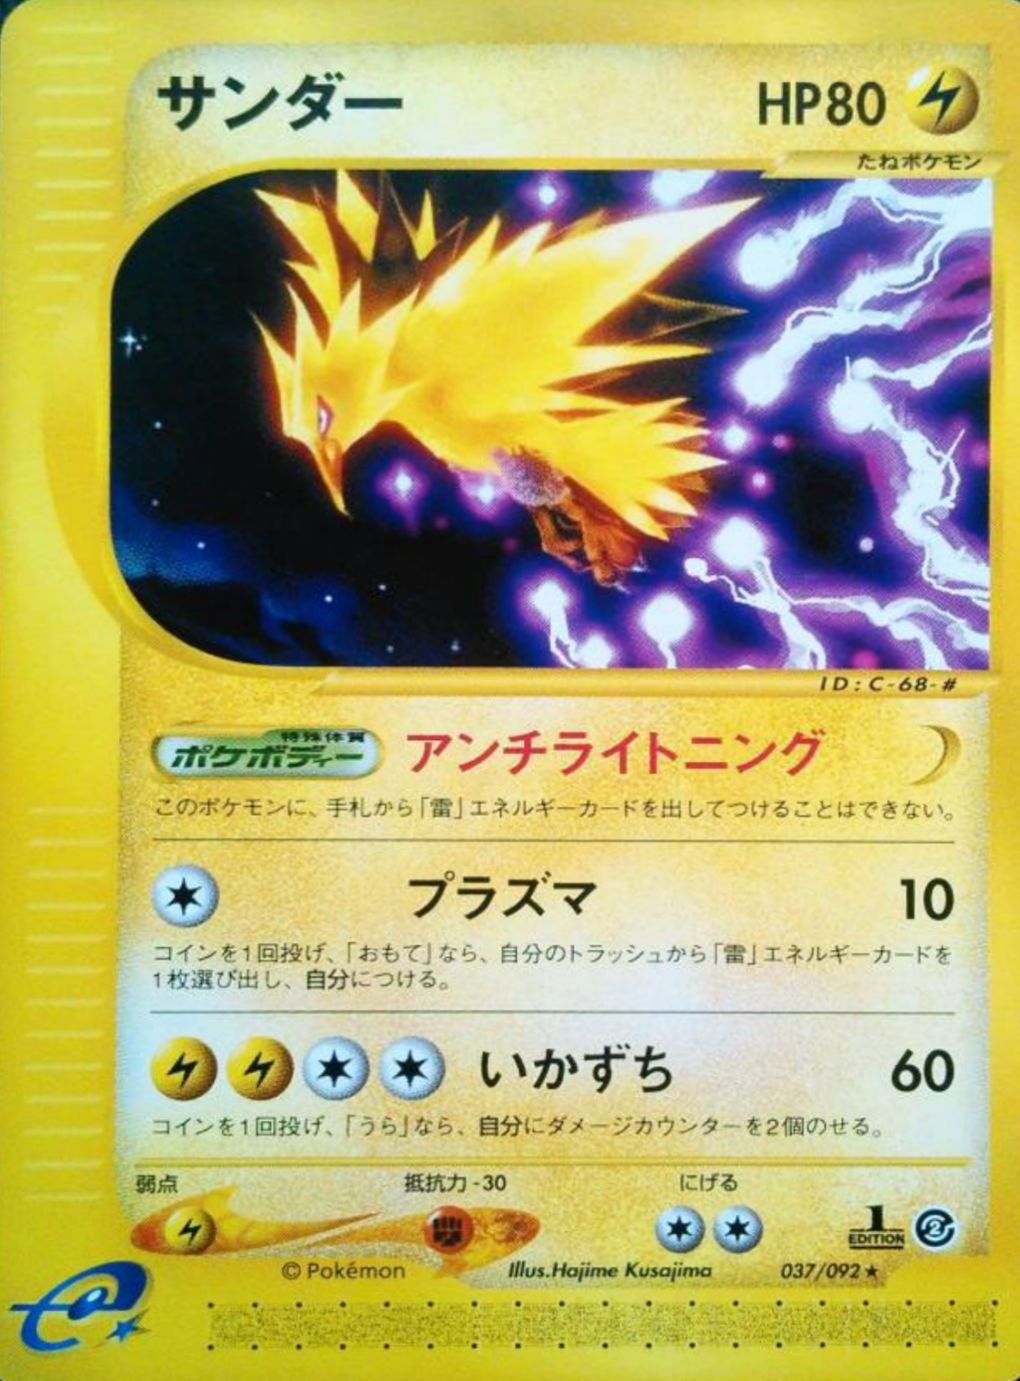 サンダー HP80
たねポケモン
ID:C-68-#
特殊体質
ポケボディー アンチライトニング
このポケモンに、手札から「雷」エネルギーカードを出してつけることはできない。
プラズマ 10
コインを1回投げ、「おもて」なら、自分のトラッシュから「雷」エネルギーカードを
1枚選び出し、自分につける。
いかずち 60
コインを1回投げ、「うら」なら、自分にダメージカウンターを2個のせる。
弱点 抵抗力-30 にげる
1
EDITION 2
©Pokémon Illus.Hajime Kusajima 037/092★
e